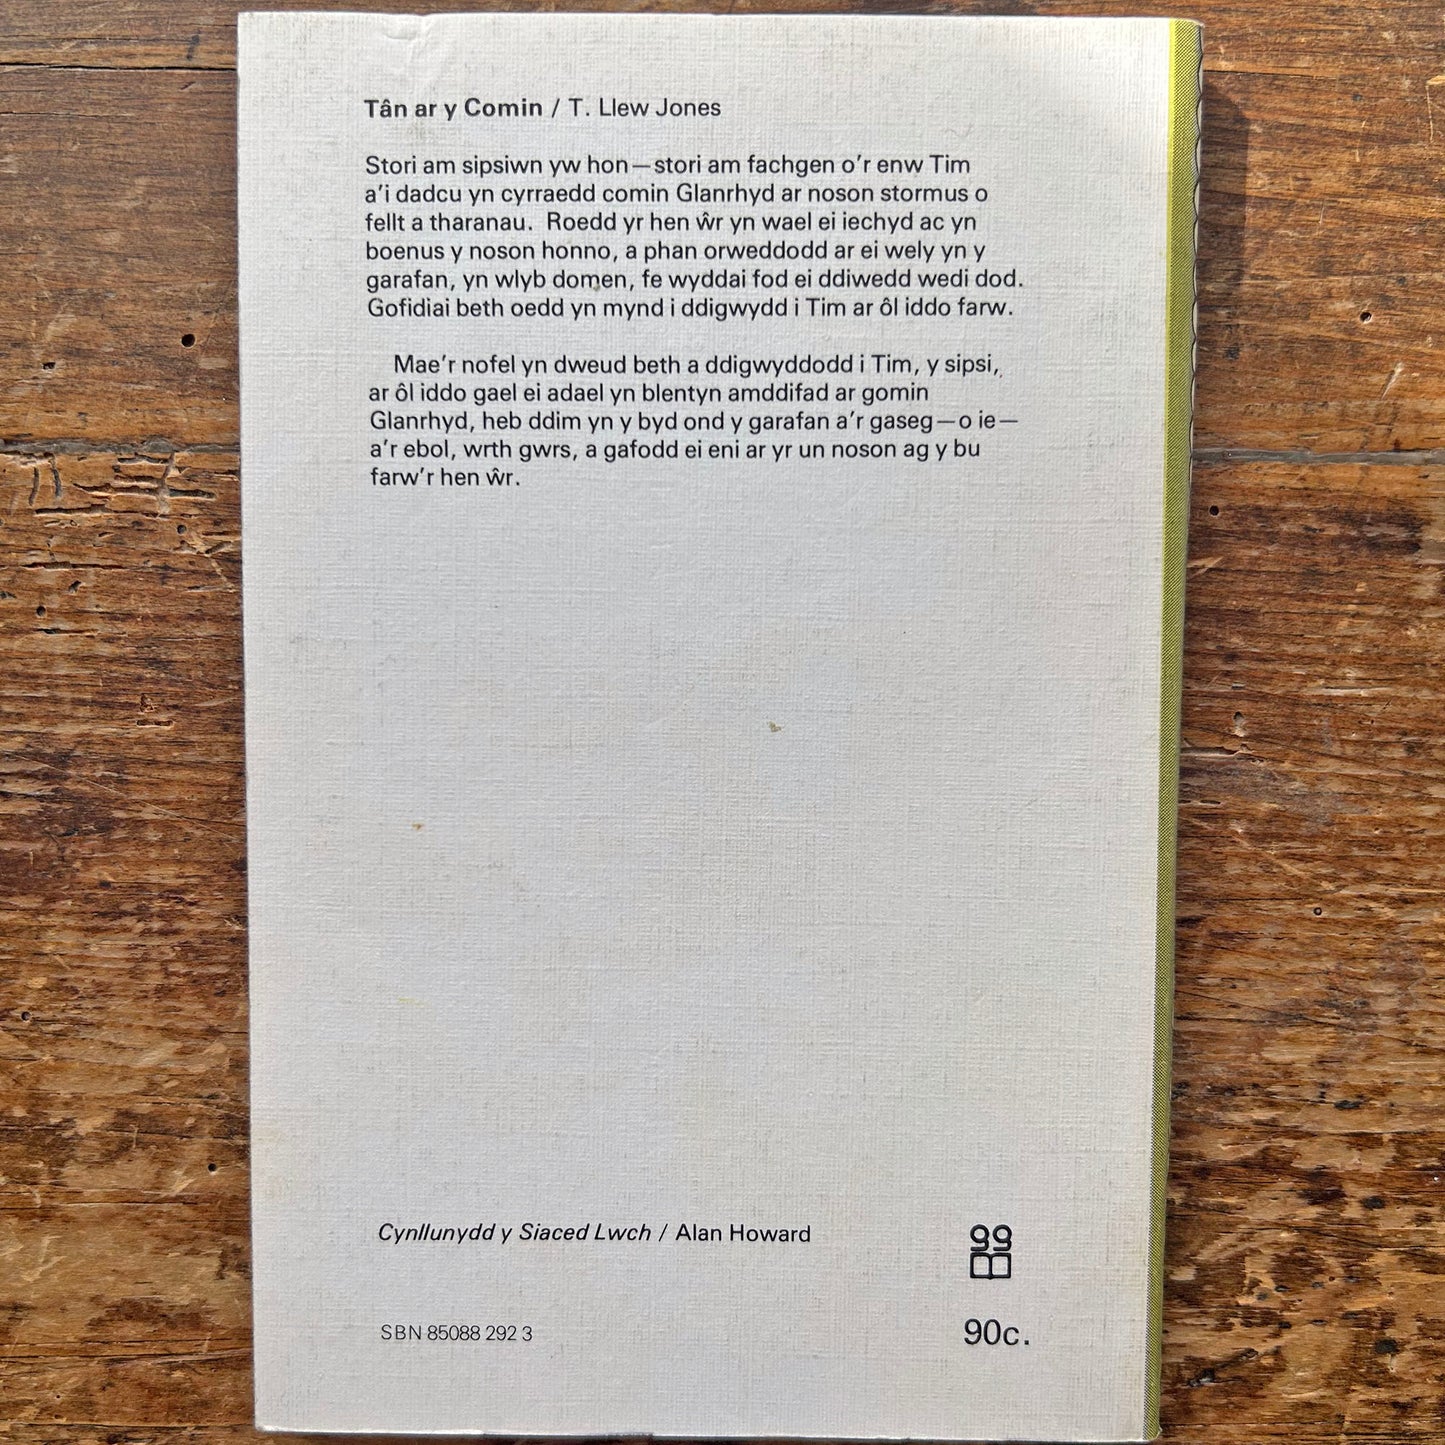 Tân ar y Comin / T. Llew Jones
Stori am sipsiwn yw hon—stori am fachgen o'r enw Tim
a'i dadcu yn cyrraedd comin Glanrhyd ar noson stormus o
fellt a tharanau. Roedd yr hen ŵr yn wael ei iechyd ac yn
boenus y noson honno, a phan orweddodd ar ei wely yn y
garafan, yn wlyb domen, fe wyddai fod ei ddiwedd wedi dod.
Gofidiai beth oedd yn mynd i ddigwydd i Tim ar ôl iddo farw.
Mae'r nofel yn dweud beth a ddigwyddodd i Tim, y sipsi,
ar ôl iddo gael ei adael yn blentyn amddifad ar gomin
Glanrhyd, heb ddim yn y byd ond y garafan a'r gaseg—o ie—
a'r ebol, wrth gwrs, a gafodd ei eni ar yr un noson ag y bu
farw'r hen ŵr.
Cynllunydd y Siaced Lwch / Alan Howard
SBN 85088 292 3
90c.